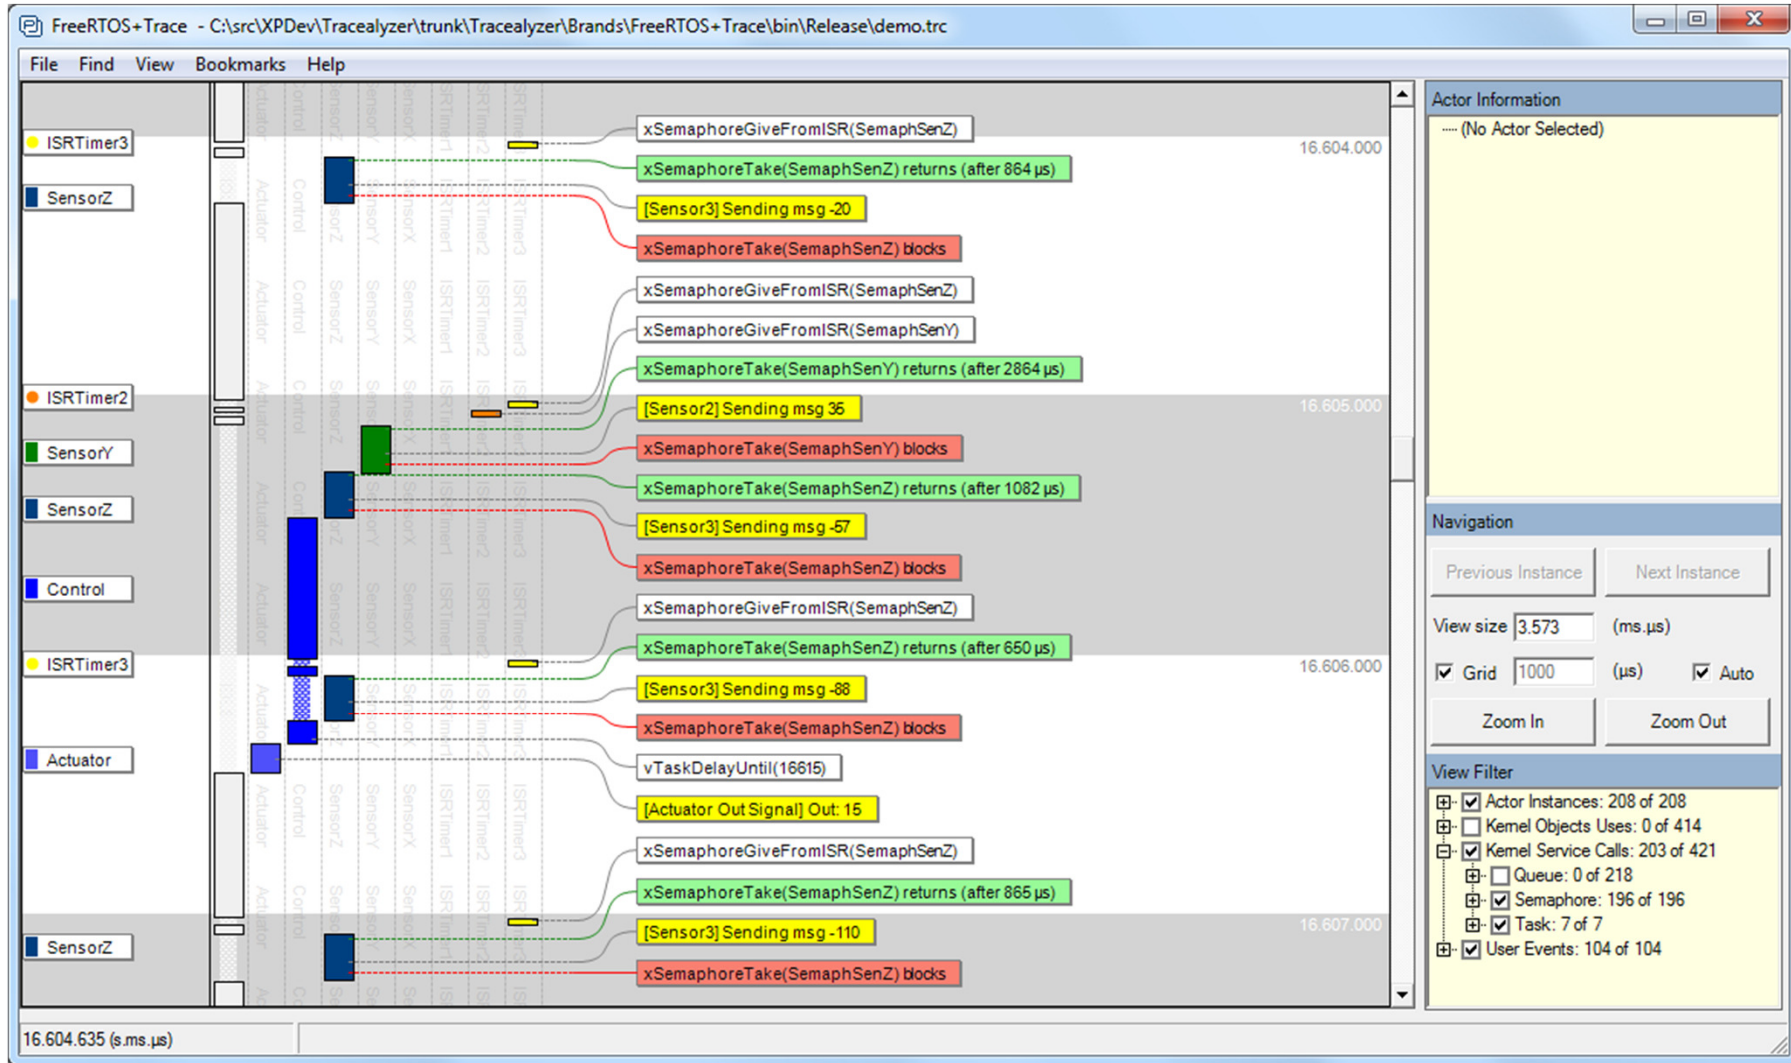 FreeRTOS+Trace - C:\src\XPDev\Tracealyzer\trunk\Tracealyzer\Brands\FreeRTOS+Trace\bin\Release\demo.trc
File Find View Bookmarks Help
ISRTimer3
SensorZ
ISRTimer2
SensorY
SensorZ
Control
ISRTimer3
Actuator
SensorZ
Actuator Control SensorZ SensorY SensorX ISRTimer1 ISRTimer2 ISRTimer3
xSemaphoreGiveFromISR(SemaphSenZ)
16.604.000
xSemaphoreTake(SemaphSenZ) returns (after 864 µs)
[Sensor3] Sending msg -20
xSemaphoreTake(SemaphSenZ) blocks
xSemaphoreGiveFromISR(SemaphSenZ)
xSemaphoreGiveFromISR(SemaphSenY)
xSemaphoreTake(SemaphSenY) returns (after 2864 µs)
[Sensor2] Sending msg 36
16.605.000
xSemaphoreTake(SemaphSenY) blocks
xSemaphoreTake(SemaphSenZ) returns (after 1082 µs)
[Sensor3] Sending msg -57
xSemaphoreTake(SemaphSenZ) blocks
xSemaphoreGiveFromISR(SemaphSenZ)
xSemaphoreTake(SemaphSenZ) returns (after 650 µs)
16.606.000
[Sensor3] Sending msg -88
xSemaphoreTake(SemaphSenZ) blocks
vTaskDelayUntil(16615)
[Actuator Out Signal] Out: 15
xSemaphoreGiveFromISR(SemaphSenZ)
xSemaphoreTake(SemaphSenZ) returns (after 865 µs)
16.607.000
[Sensor3] Sending msg -110
xSemaphoreTake(SemaphSenZ) blocks
Actor Information
(No Actor Selected)
Navigation
Previous Instance Next Instance
View size 3.573 (ms.µs)
Grid 1000 (µs) Auto
Zoom In Zoom Out
View Filter
Actor Instances: 208 of 208
Kernel Objects Uses: 0 of 414
Kernel Service Calls: 203 of 421
Queue: 0 of 218
Semaphore: 196 of 196
Task: 7 of 7
User Events: 104 of 104
16.604.635 (s.ms.µs)